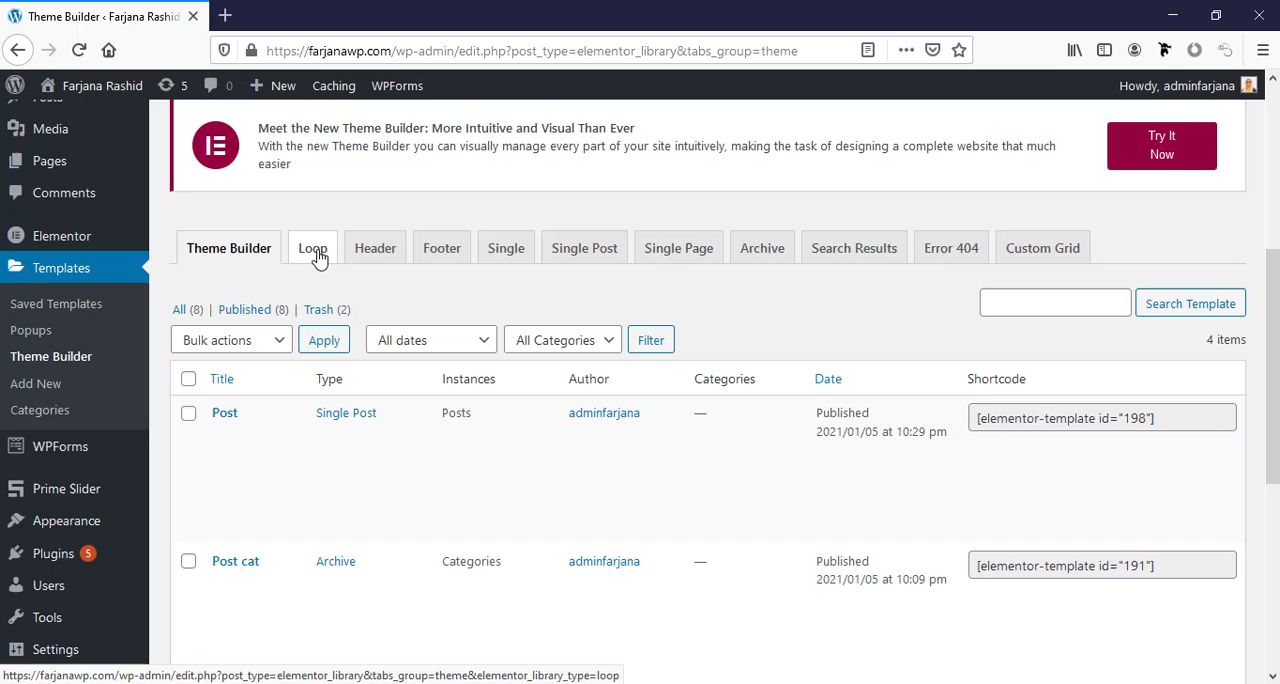 Theme Builder ‹ Farjana Rashid
https://farjanawp.com/wp-admin/edit.php?post_type=elementor_library&tabs_group=theme
Farjana Rashid 5 0 New Caching WPForms Howdy, adminfarjana
Posts
Media
Pages
Comments
Elementor
Templates
Saved Templates
Popups
Theme Builder
Add New
Categories
WPForms
Prime Slider
Appearance
Plugins 5
Users
Tools
Settings
Meet the New Theme Builder: More Intuitive and Visual Than Ever
With the new Theme Builder you can visually manage every part of your site intuitively, making the task of designing a complete website that much
easier
Try It
Now
Theme Builder Loop Header Footer Single Single Post Single Page Archive Search Results Error 404 Custom Grid
All (8) | Published (8) | Trash (2)
Search Template
Bulk actions Apply All dates All Categories Filter
4 items
Title Type Instances Author Categories Date Shortcode
Post Single Post Posts adminfarjana — Published [elementor-template id="198"]
2021/01/05 at 10:29 pm
Post cat Archive Categories adminfarjana — Published [elementor-template id="191"]
2021/01/05 at 10:09 pm
https://farjanawp.com/wp-admin/edit.php?post_type=elementor_library&tabs_group=theme&elementor_library_type=loop